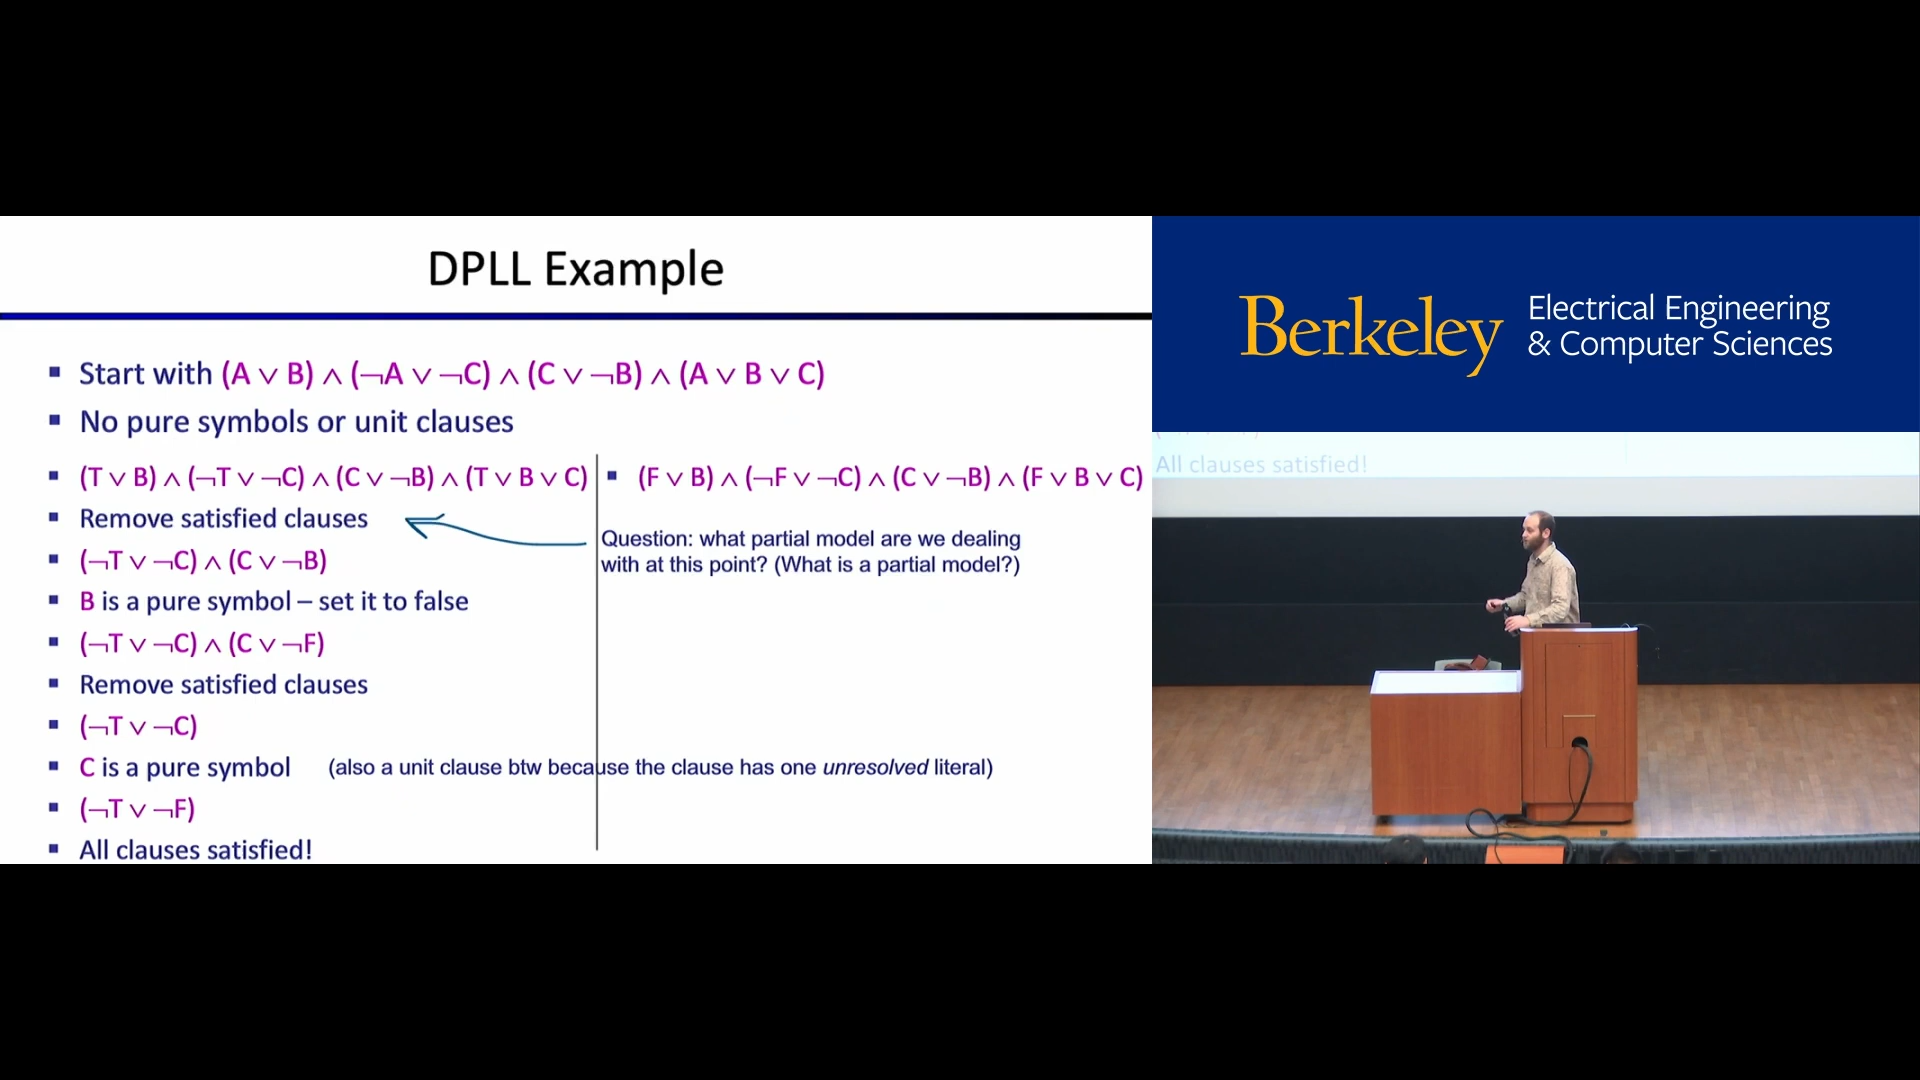 DPLL Example
▪ Start with (A ∨ B) ∧ (¬A ∨ ¬C) ∧ (C ∨ ¬B) ∧ (A ∨ B ∨ C)
▪ No pure symbols or unit clauses
▪ (T ∨ B) ∧ (¬T ∨ ¬C) ∧ (C ∨ ¬B) ∧ (T ∨ B ∨ C)
▪ Remove satisfied clauses
▪ (¬T ∨ ¬C) ∧ (C ∨ ¬B)
▪ B is a pure symbol – set it to false
▪ (¬T ∨ ¬C) ∧ (C ∨ ¬F)
▪ Remove satisfied clauses
▪ (¬T ∨ ¬C)
▪ C is a pure symbol (also a unit clause btw because the clause has one unresolved literal)
▪ (¬T ∨ ¬F)
▪ All clauses satisfied!
▪ (F ∨ B) ∧ (¬F ∨ ¬C) ∧ (C ∨ ¬B) ∧ (F ∨ B ∨ C)
Question: what partial model are we dealing
with at this point? (What is a partial model?)
Berkeley
Electrical Engineering
& Computer Sciences
All clauses satisfied!